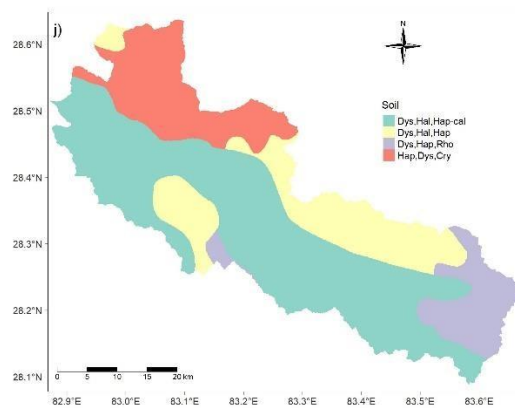 j)
N
28.6°N
28.5°N
28.4°N
28.3°N
28.2°N
28.1°N
Soil
Dys,Hal,Hap-cal
Dys,Hal,Hap
Dys,Hap,Rho
Hap,Dys,Cry
0 5 10 15 20 km
82.9°E 83.0°E 83.1°E 83.2°E 83.3°E 83.4°E 83.5°E 83.6°E